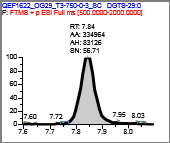 QEF1622_OG29_T3-750-0-3_SC DGTS-29:0
F: FTMS + p ESI Full ms [500.0000-2000.0000]
RT: 7.84
AA: 334964
AH: 83126
SN: 56.71
100
80
60
40
20
0
7.60 7.72 7.95 8.03
7.6 7.7 7.8 7.9 8.0